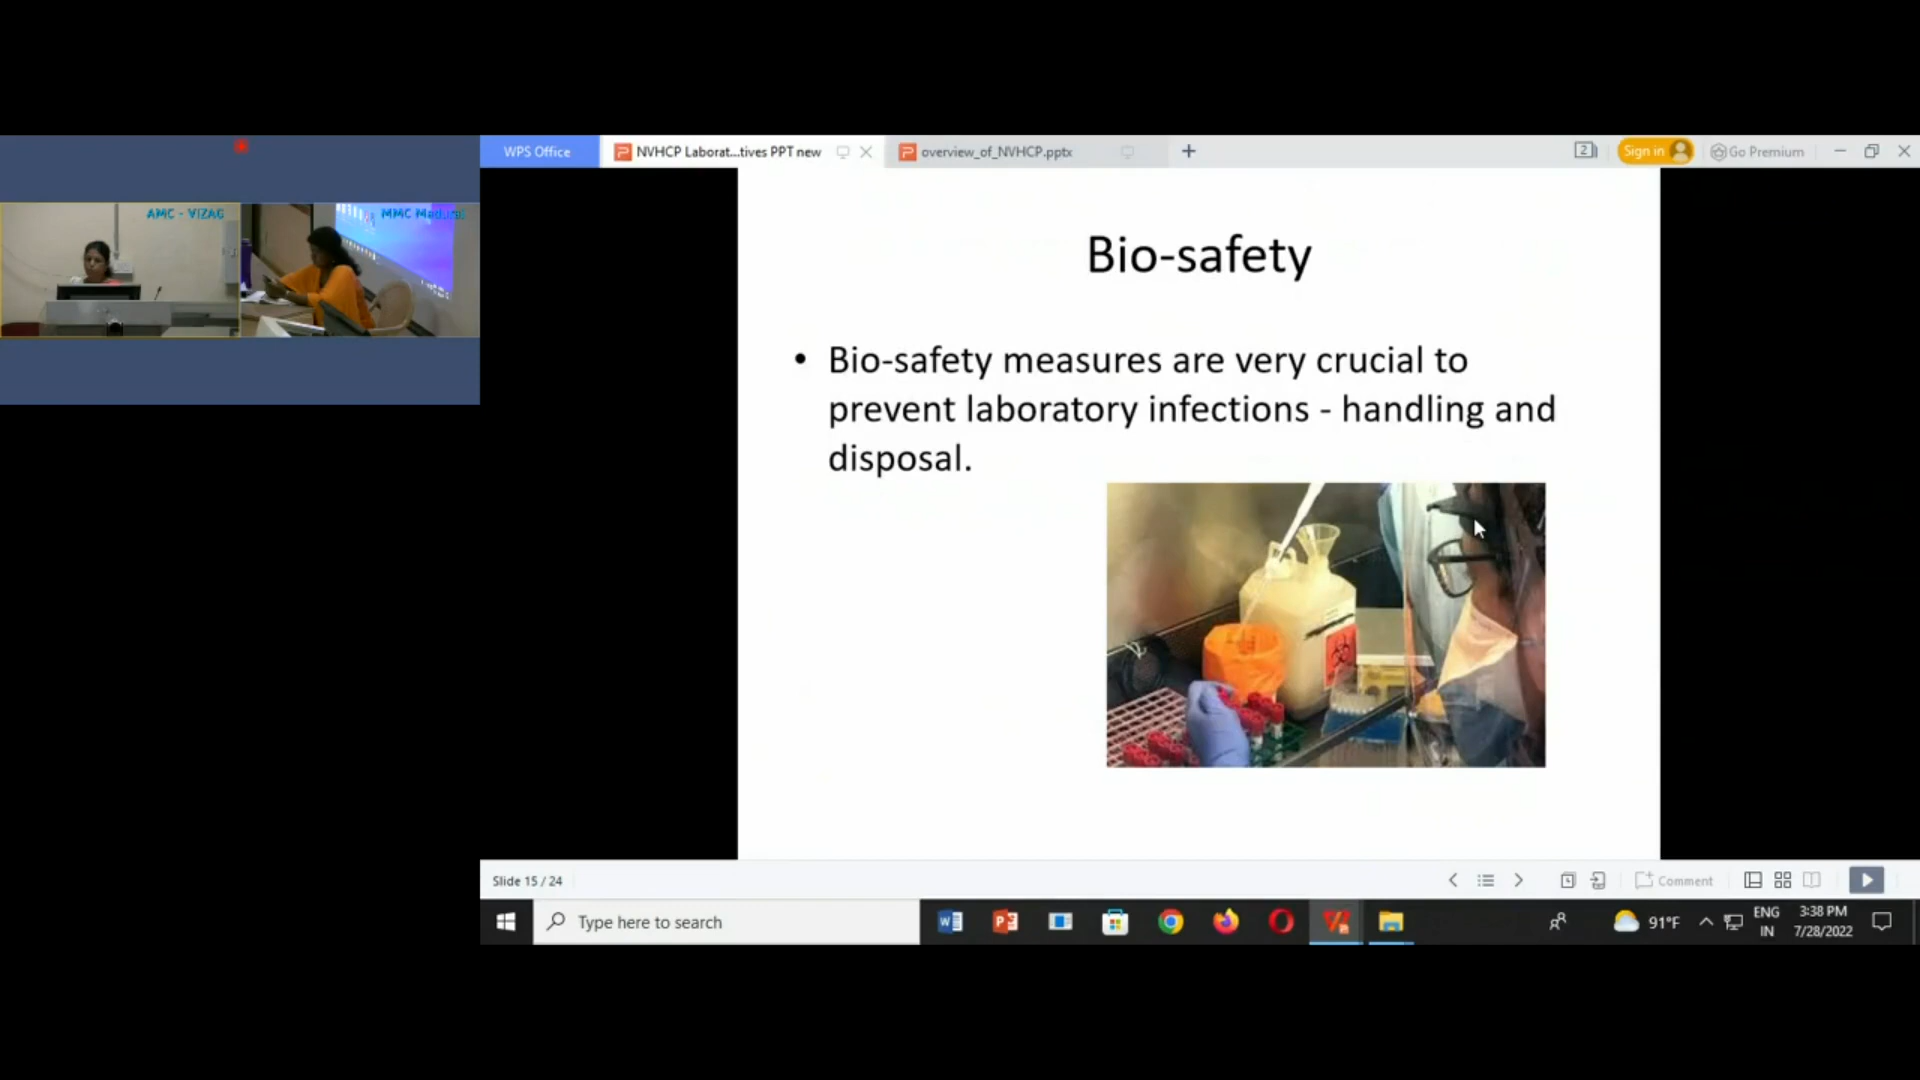 AMC - VIZAG
MMC Madurai
WPS Office
NVHCP Laborat...tives PPT new
overview_of_NVHCP.pptx
2
Sign in
Go Premium
Bio-safety
• Bio-safety measures are very crucial to
prevent laboratory infections - handling and
disposal.
Slide 15 / 24
Comment
Type here to search
91°F
ENG
IN
3:38 PM
7/28/2022